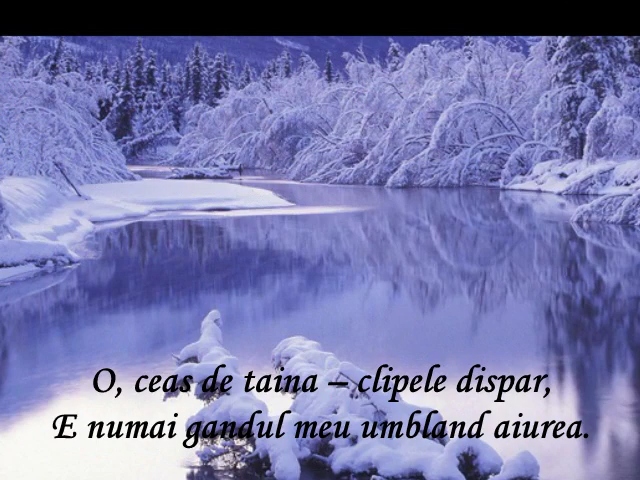 O, ceas de taina – clipele dispar,
E numai gandul meu umbland aiurea.